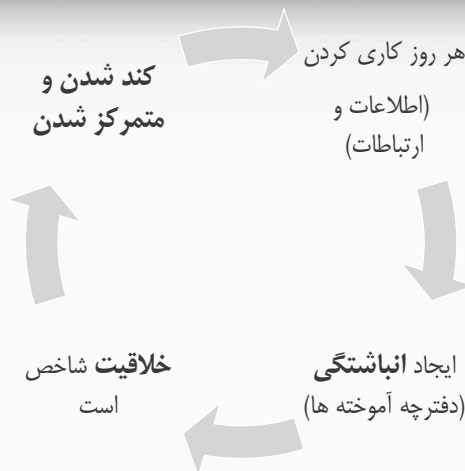 هر روز کاری کردن
(اطلاعات و
ارتباطات)
ایجاد انباشتگی
(دفترچه آموخته ها)
خلاقیت شاخص
است
کند شدن و
متمرکز شدن